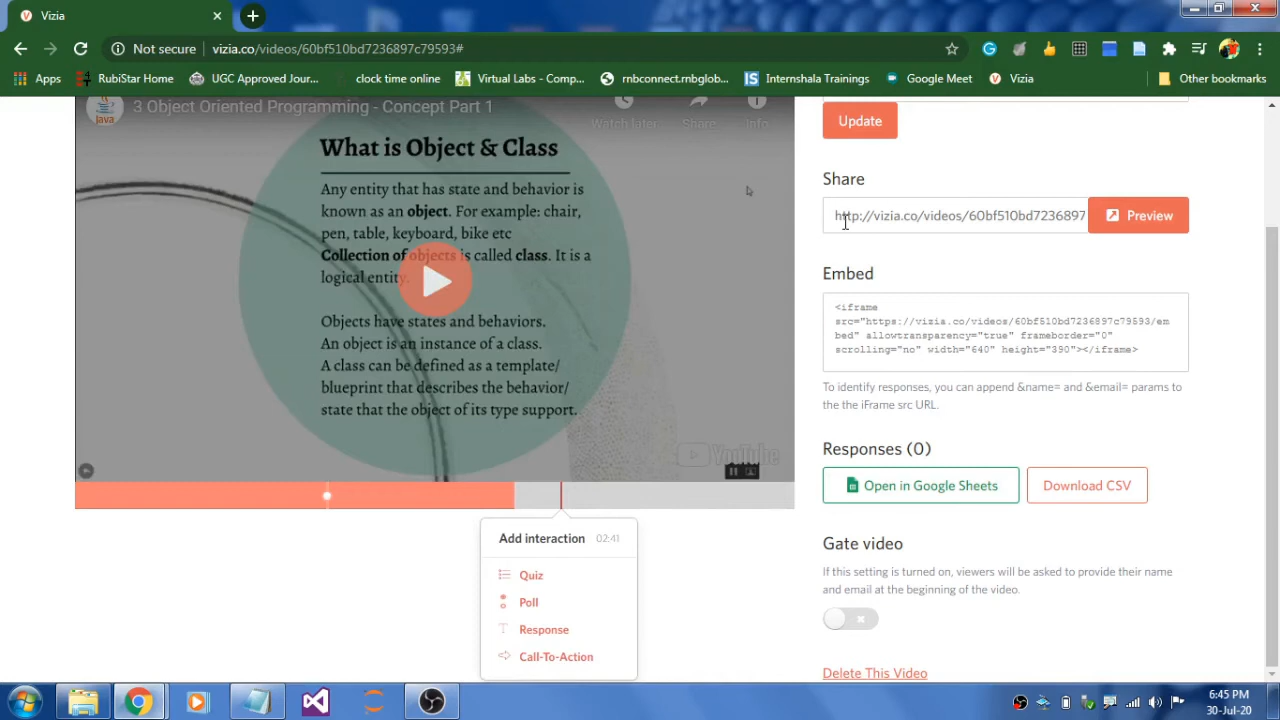 Vizia
Not secure
vizia.co/videos/60bf510bd7236897c79593#
Apps
RubiStar Home
UGC Approved Jour...
clock time online
Virtual Labs - Comp...
rnbconnect.rnbglob...
Internshala Trainings
Google Meet
Vizia
Other bookmarks
3 Object Oriented Programming - Concept Part 1
Watch later
Share
Info
What is Object & Class
Any entity that has state and behavior is
known as an object. For example: chair,
pen, table, keyboard, bike etc
Collection of objects is called class. It is a
logical entity.
Objects have states and behaviors.
An object is an instance of a class.
A class can be defined as a template/
blueprint that describes the behavior/
state that the object of its type support.
YouTube
Add interaction 02:41
Quiz
Poll
Response
Call-To-Action
Update
Share
http://vizia.co/videos/60bf510bd7236897
Preview
Embed
<iframe
src="https://vizia.co/videos/60bf510bd7236897c79593/em
bed" allowtransparency="true" frameborder="0"
scrolling="no" width="640" height="390"></iframe>
To identify responses, you can append &name= and &email= params to
the the iFrame src URL.
Responses (0)
Open in Google Sheets
Download CSV
Gate video
If this setting is turned on, viewers will be asked to provide their name
and email at the beginning of the video.
Delete This Video
6:45 PM
30-Jul-20